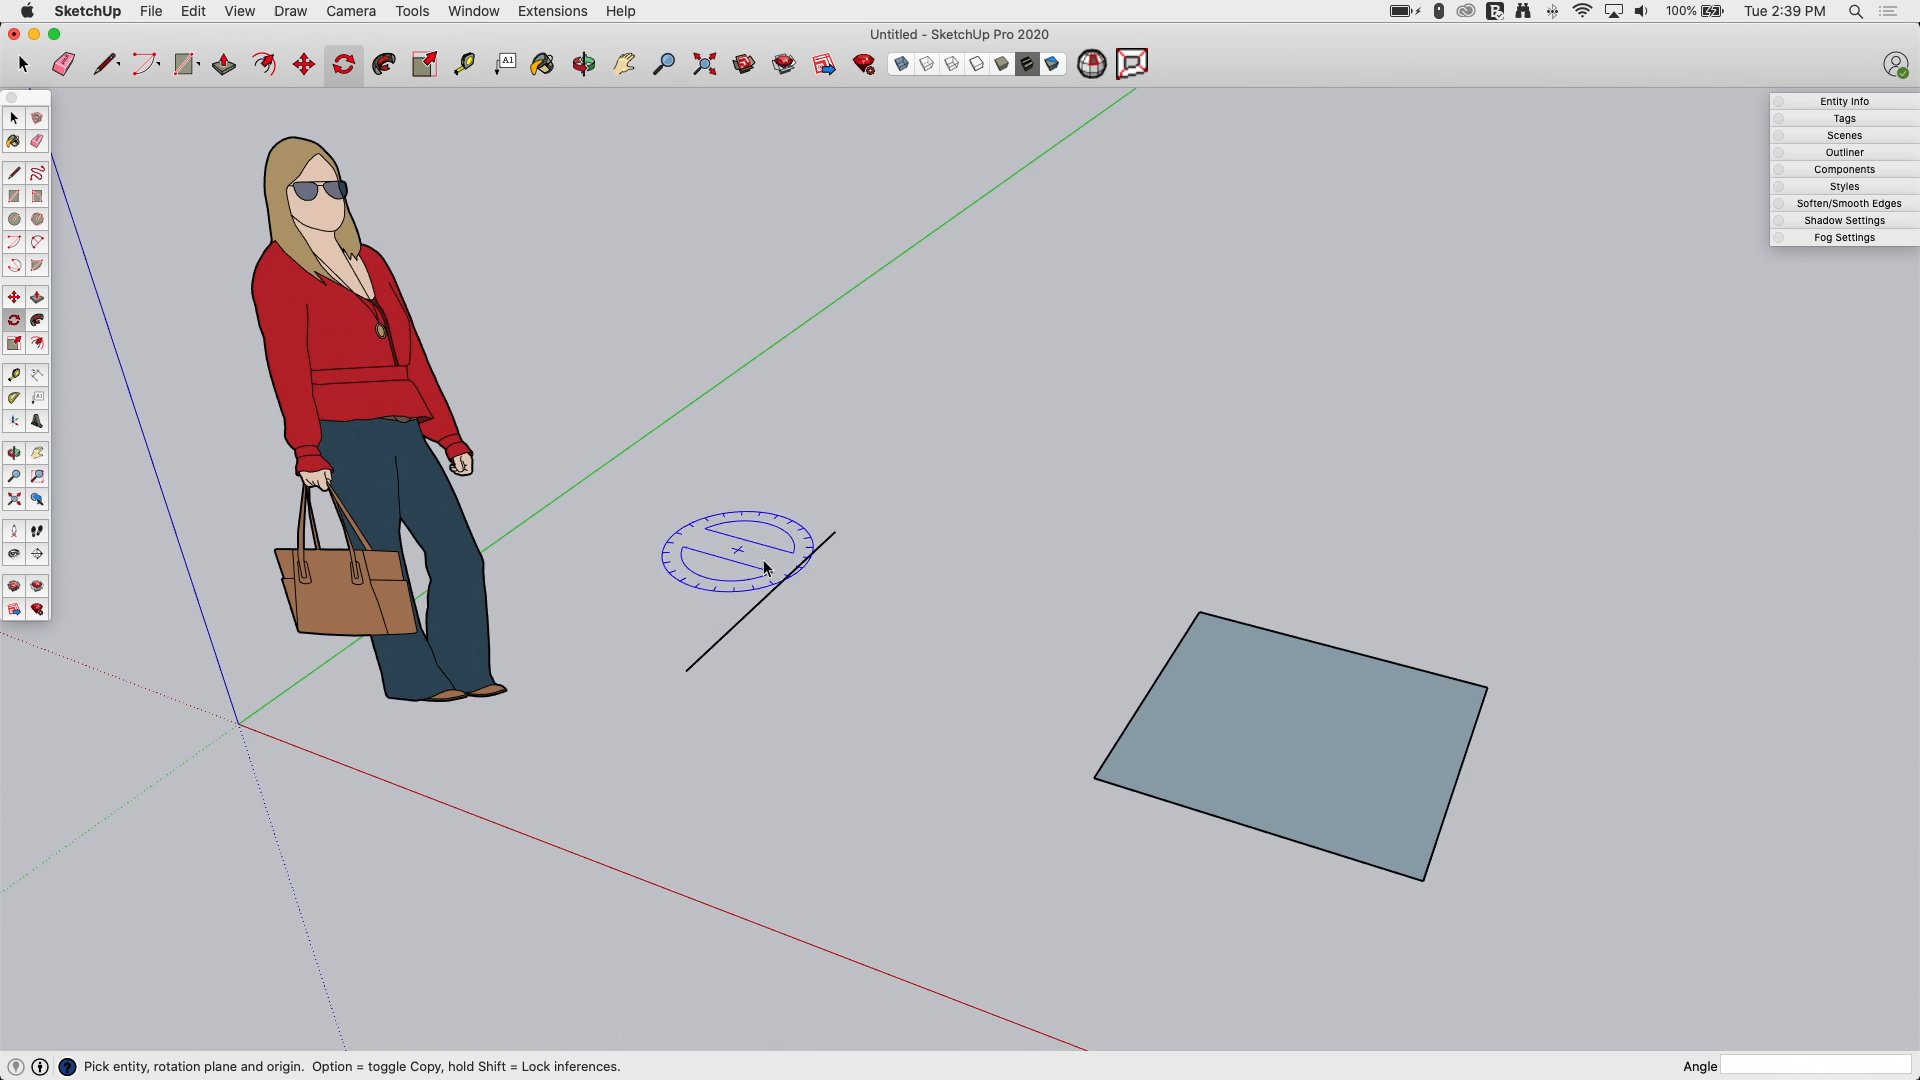 SketchUp File Edit View Draw Camera Tools Window Extensions Help 100% Tue 2:39 PM
Untitled - SketchUp Pro 2020
A1
Entity Info
Tags
Scenes
Outliner
Components
Styles
Soften/Smooth Edges
Shadow Settings
Fog Settings
A1
Pick entity, rotation plane and origin. Option = toggle Copy, hold Shift = Lock inferences. Angle